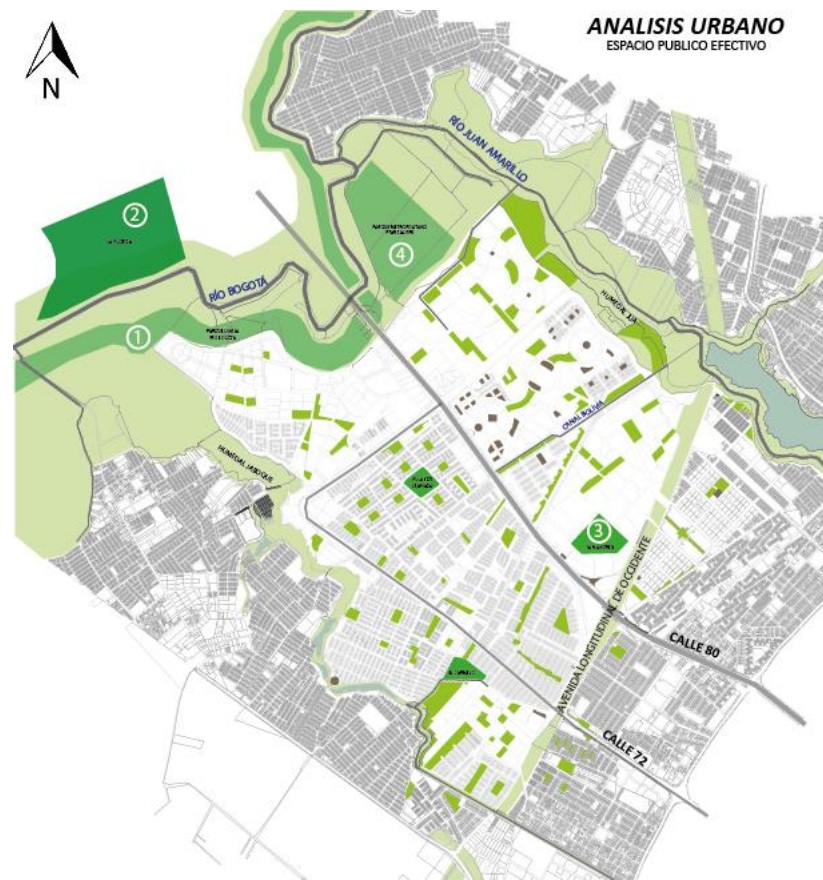 ANALISIS URBANO
ESPACIO PUBLICO EFECTIVO
N
RÍO JUAN AMARILLO
2
4
RÍO BOGOTÁ
1
HUMEDAL JUA
CANAL BOLIVIA
HUMEDAL JABOQUE
3
AVENIDA LONGITUDINAL DE OCCIDENTE
CALLE 80
CALLE 72